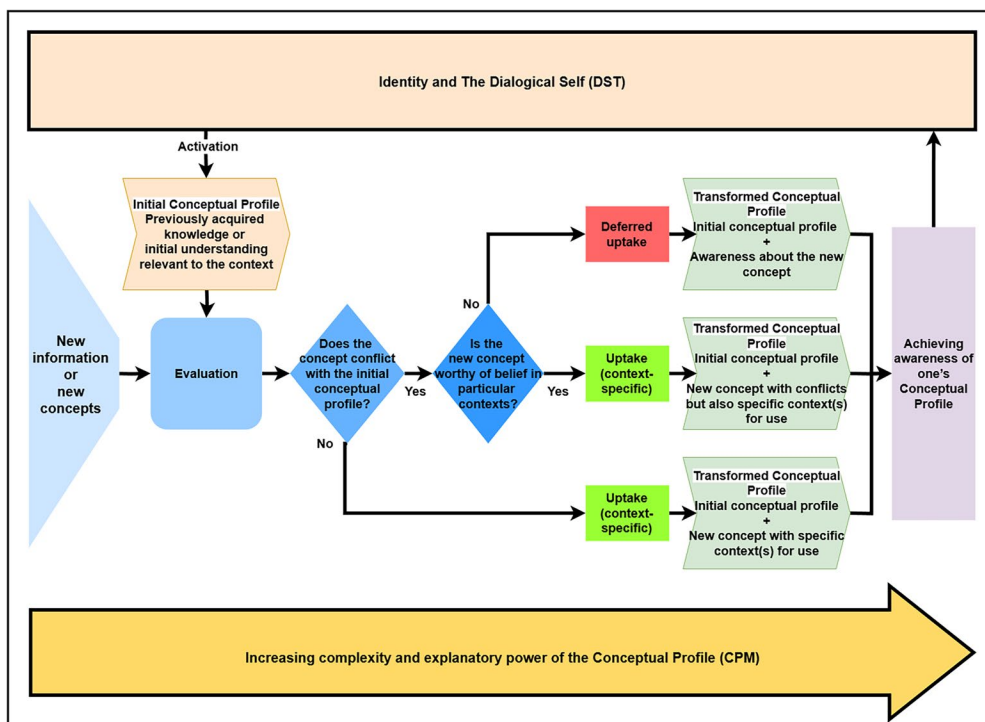 Identity and The Dialogical Self (DST)
Activation
Initial Conceptual Profile
Previously acquired
knowledge or
initial understanding
relevant to the context
New
information
or
new
concepts
Evaluation
Does the
concept conflict
with the initial
conceptual
profile?
Yes
No
Is the
new concept
worthy of belief in
particular
contexts?
No
Yes
Deferred
uptake
Transformed Conceptual
Profile
Initial conceptual profile
+
Awareness about the new
concept
Uptake
(context-
specific)
Transformed Conceptual
Profile
Initial conceptual profile
+
New concept with conflicts
but also specific context(s)
for use
Uptake
(context-
specific)
Transformed Conceptual
Profile
Initial conceptual profile
+
New concept with specific
context(s) for use
Achieving
awareness of
one's
Conceptual
Profile
Increasing complexity and explanatory power of the Conceptual Profile (CPM)